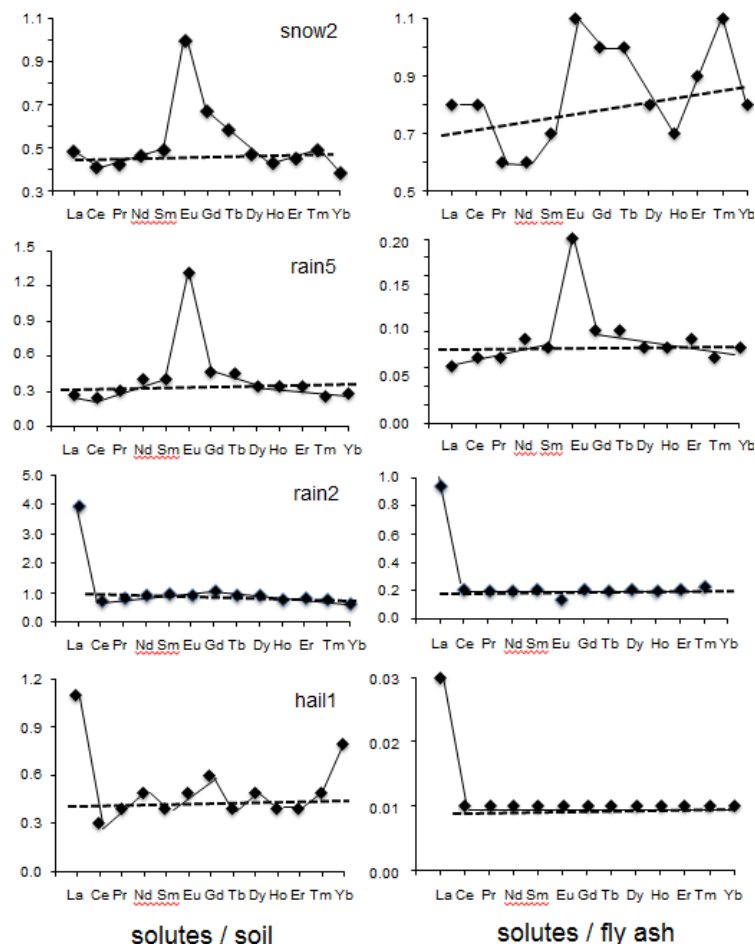 1.1
0.9
0.7
0.5
0.3
snow2
La Ce Pr Nd Sm Eu Gd Tb Dy Ho Er Tm Yb
1.1
0.9
0.7
0.5
La Ce Pr Nd Sm Eu Gd Tb Dy Ho Er Tm Yb
1.5
1.2
0.9
0.6
0.3
0.0
rain5
La Ce Pr Nd Sm Eu Gd Tb Dy Ho Er Tm Yb
0.20
0.15
0.10
0.05
0.00
La Ce Pr Nd Sm Eu Gd Tb Dy Ho Er Tm Yb
5.0
4.0
3.0
2.0
1.0
0.0
rain2
La Ce Pr Nd Sm Eu Gd Tb Dy Ho Er Tm Yb
1.0
0.8
0.6
0.4
0.2
0.0
La Ce Pr Nd Sm Eu Gd Tb Dy Ho Er Tm Yb
1.2
0.9
0.6
0.3
0.0
hail1
La Ce Pr Nd Sm Eu Gd Tb Dy Ho Er Tm Yb
0.03
0.02
0.01
0.00
La Ce Pr Nd Sm Eu Gd Tb Dy Ho Er Tm Yb
solutes / soil
solutes / fly ash